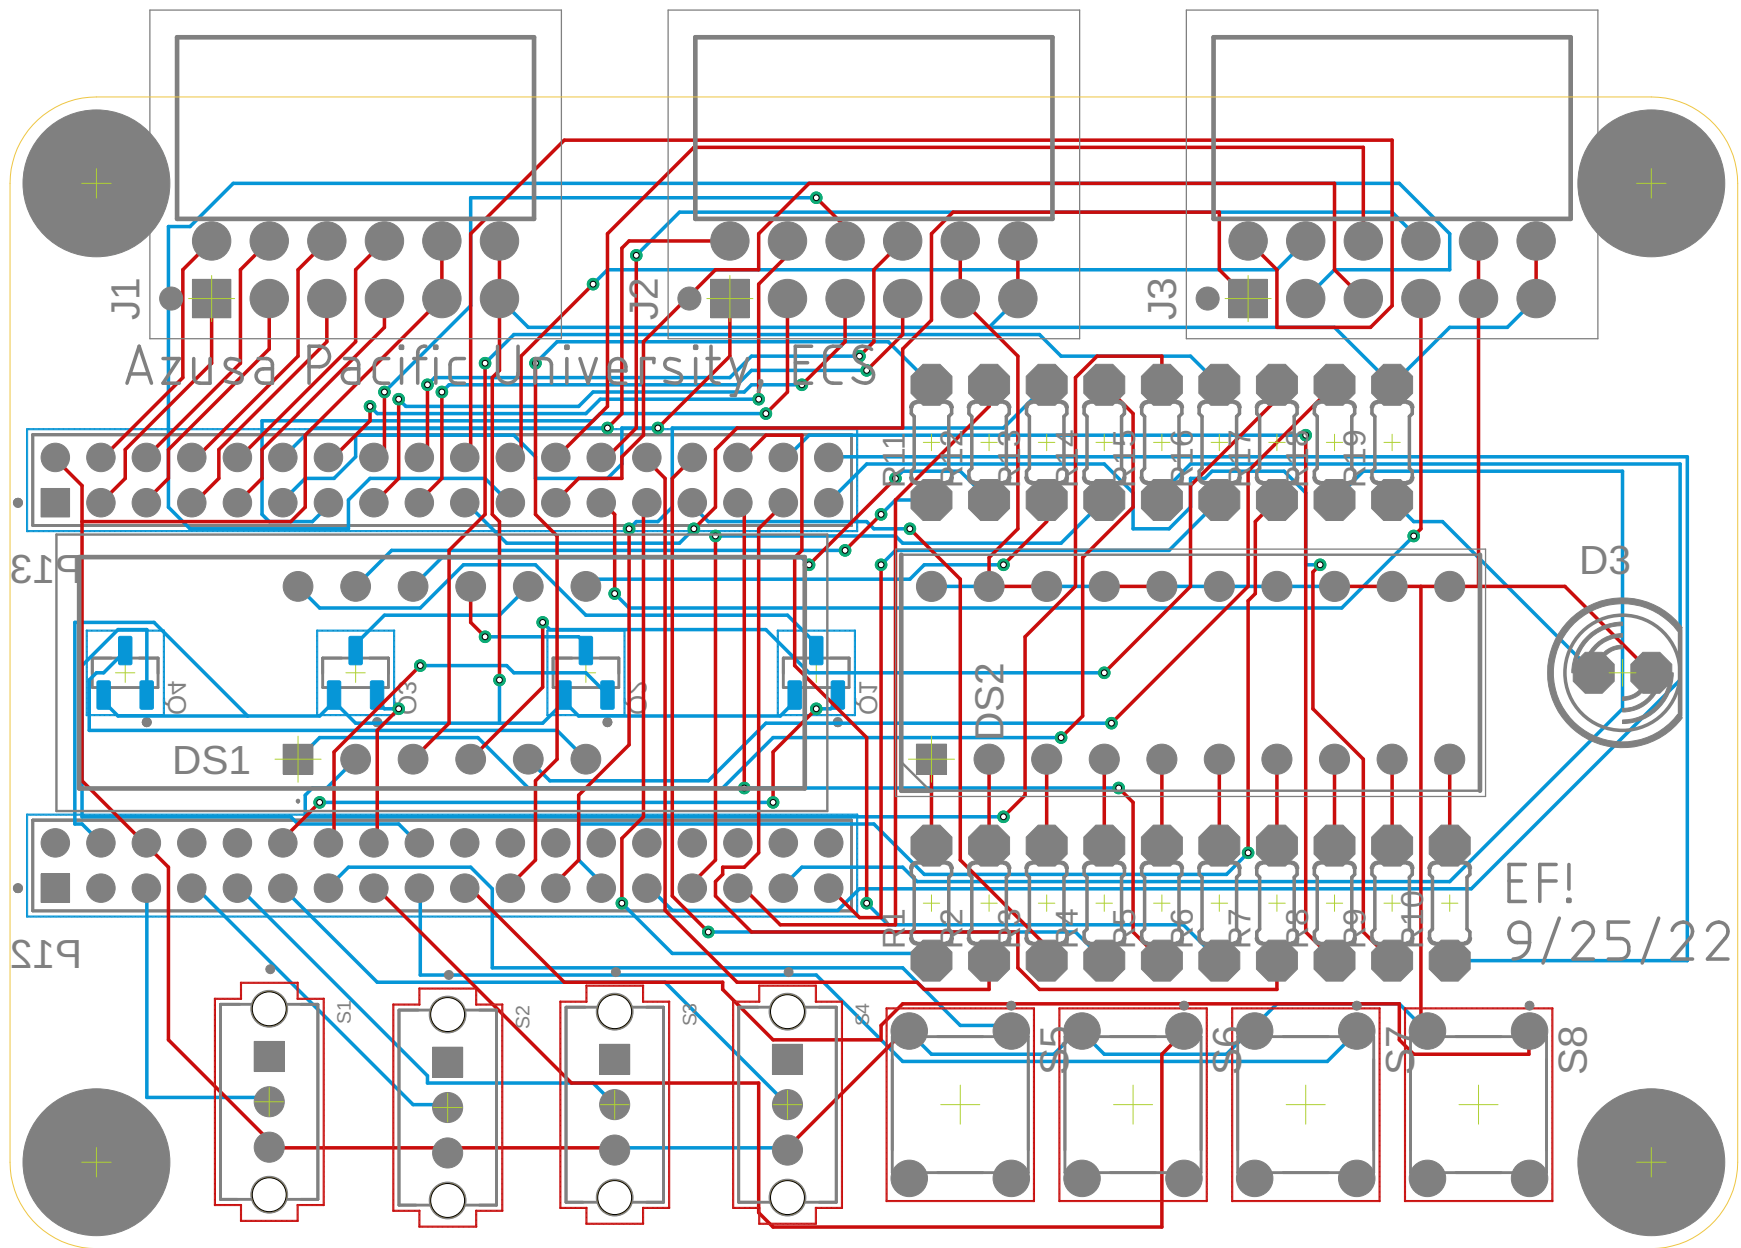 J1
J2
J3
Azusa Pacific University, ECS
R11
R12
R13
R14
R15
R16
R17
R18
R19
P13
D3
Q4
Q3
Q2
Q1
DS2
DS1
EF!
9/25/22
R1
R2
R3
R4
R5
R6
R7
R8
R9
R10
P12
S1
S2
S3
S4
S5
S6
S7
S8